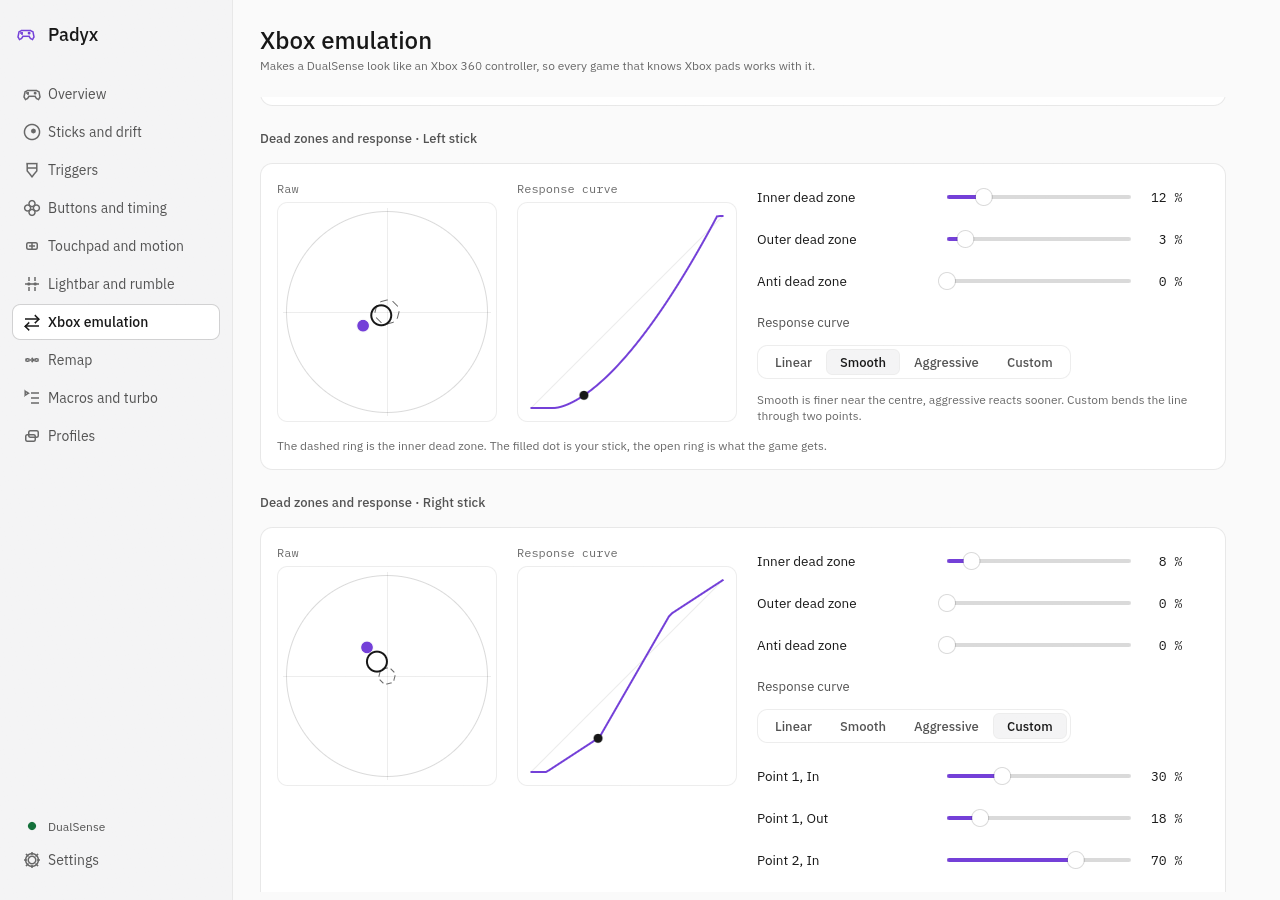 Padyx
Overview
Sticks and drift
Triggers
Buttons and timing
Touchpad and motion
Lightbar and rumble
Xbox emulation
Remap
Macros and turbo
Profiles
DualSense
Settings
Xbox emulation
Makes a DualSense look like an Xbox 360 controller, so every game that knows Xbox pads works with it.
Dead zones and response · Left stick
Raw
Response curve
Inner dead zone 12 %
Outer dead zone 3 %
Anti dead zone 0 %
Response curve
Linear Smooth Aggressive Custom
Smooth is finer near the centre, aggressive reacts sooner. Custom bends the line
through two points.
The dashed ring is the inner dead zone. The filled dot is your stick, the open ring is what the game gets.
Dead zones and response · Right stick
Raw
Response curve
Inner dead zone 8 %
Outer dead zone 0 %
Anti dead zone 0 %
Response curve
Linear Smooth Aggressive Custom
Point 1, In 30 %
Point 1, Out 18 %
Point 2, In 70 %